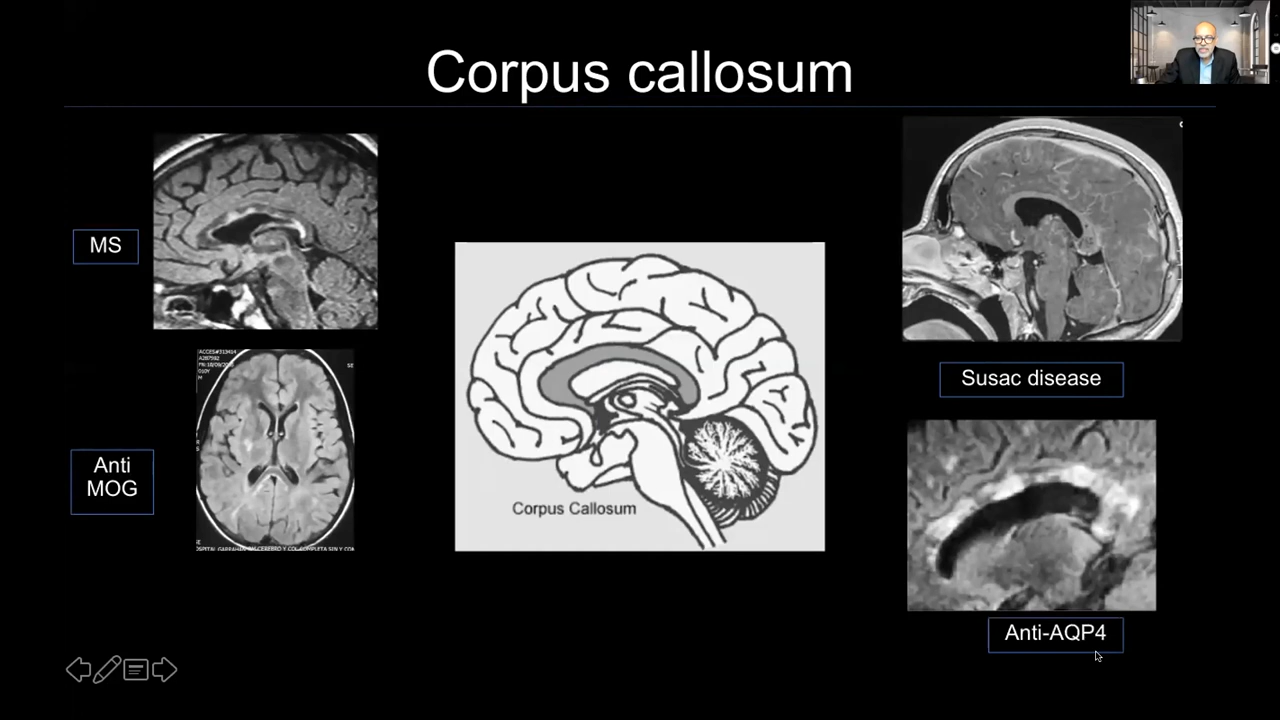 Corpus callosum
MS
Anti
MOG
Corpus Callosum
Susac disease
Anti-AQP4